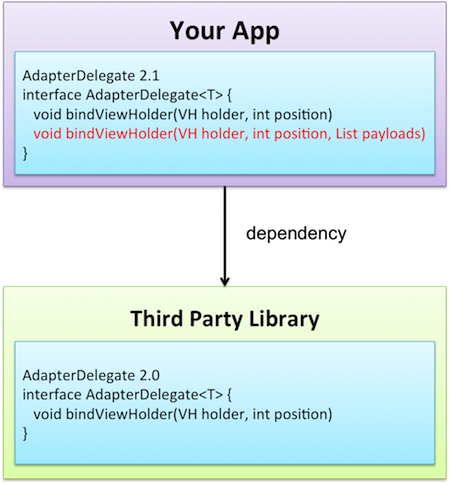 Your App
AdapterDelegate 2.1
interface AdapterDelegate<T> {
void bindViewHolder(VH holder, int position)
void bindViewHolder(VH holder, int position, List payloads)
}
dependency
Third Party Library
AdapterDelegate 2.0
interface AdapterDelegate<T> {
void bindViewHolder(VH holder, int position)
}